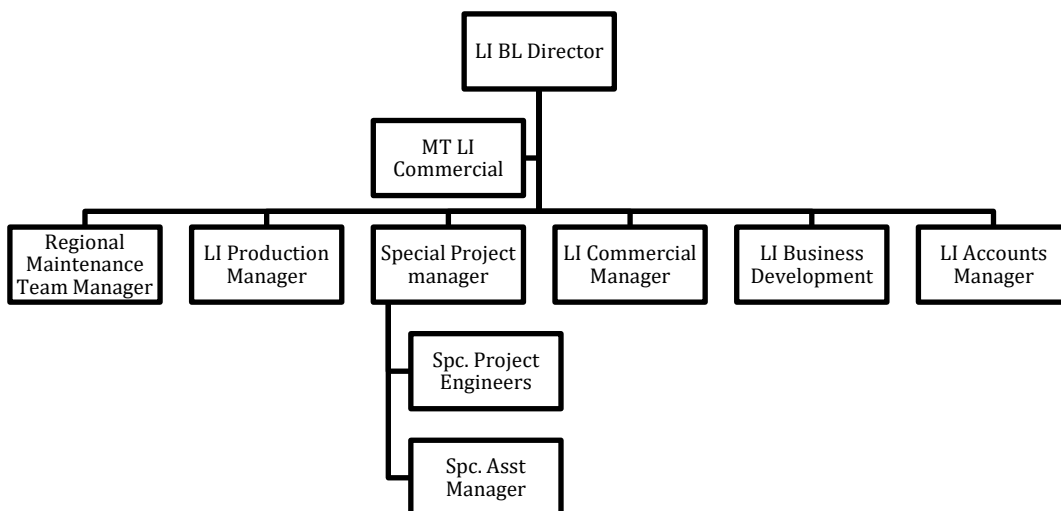 LI BL Director
MT LI
Commercial
Regional
Maintenance
Team Manager
LI Production
Manager
Special Project
manager
LI Commercial
Manager
LI Business
Development
LI Accounts
Manager
Spc. Project
Engineers
Spc. Asst
Manager